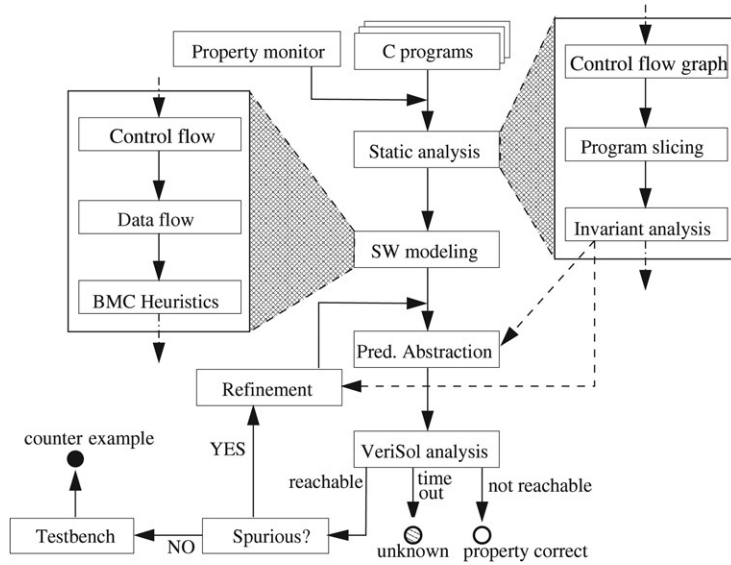 Property monitor
C programs
Control flow graph
Control flow
Static analysis
Program slicing
Data flow
SW modeling
Invariant analysis
BMC Heuristics
Pred. Abstraction
Refinement
counter example
YES
VeriSol analysis
reachable
time
out
not reachable
Testbench
NO
Spurious?
unknown
property correct